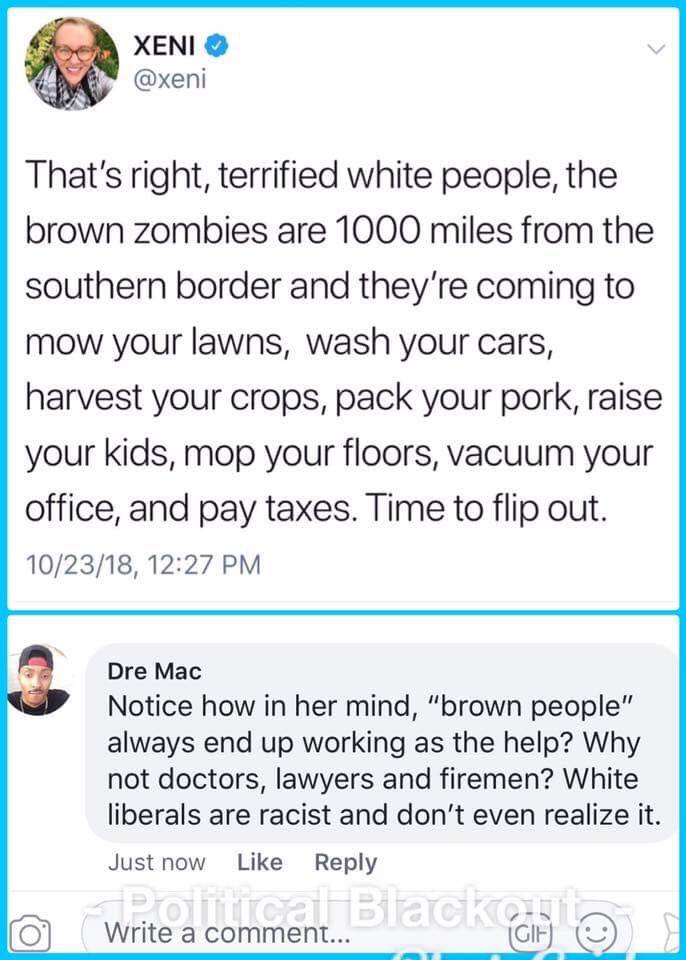 XENI
@xeni
That's right, terrified white people, the
brown zombies are 1000 miles from the
southern border and they're coming to
mow your lawns, wash your cars,
harvest your crops, pack your pork, raise
your kids, mop your floors, vacuum your
office, and pay taxes. Time to flip out.
10/23/18, 12:27 PM
Dre Mac
Notice how in her mind, “brown people”
always end up working as the help? Why
not doctors, lawyers and firemen? White
liberals are racist and don't even realize it.
Just now Like Reply
- Political Blackout -
Write a comment...
GIF